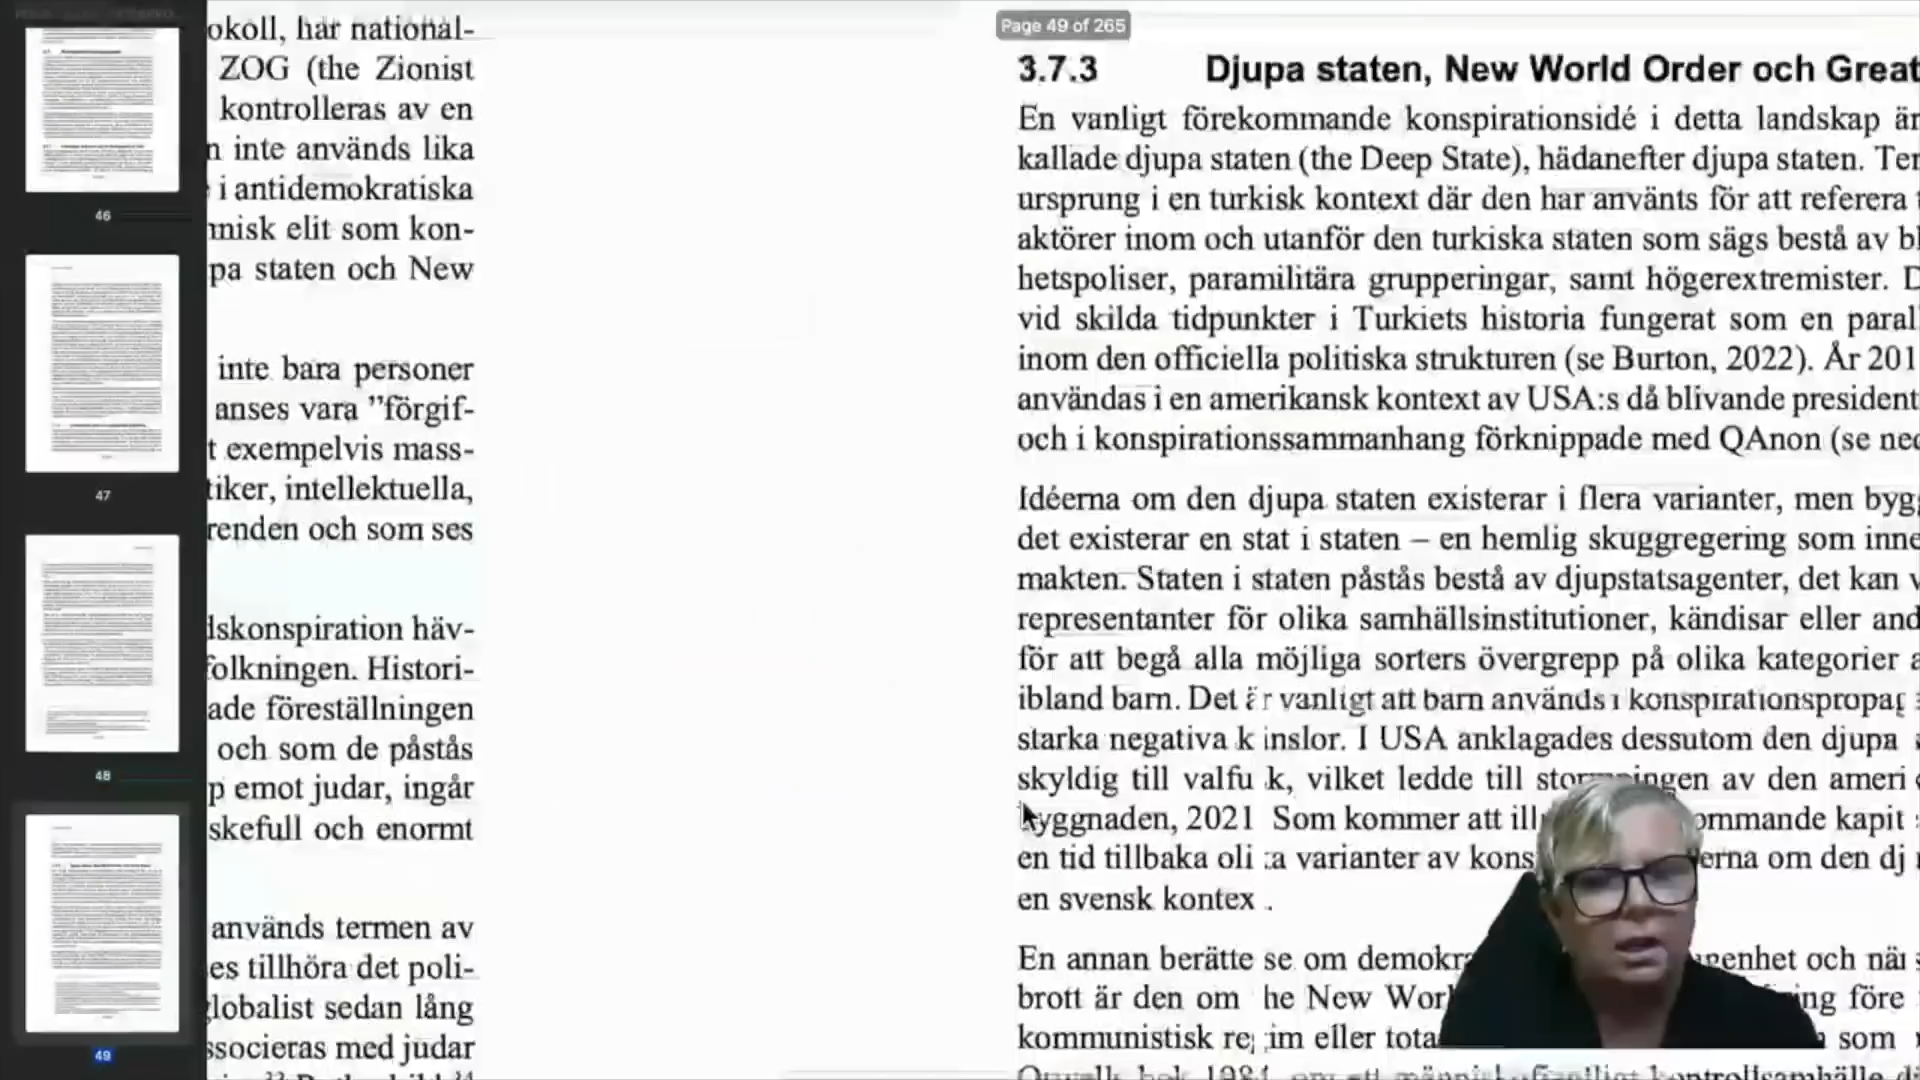 46
47
48
49
okoll, har national-
ZOG (the Zionist
kontrolleras av en
inte används lika
i antidemokratiska
elit som kon-
staten och New
inte bara personer
anses vara ”förgif-
exempelvis mass-
intellektuella,
och som ses
häv-
Histori-
föreställningen
och som de påstås
emot judar, ingår
skefull och enormt
används termen av
tillhöra det poli-
globalist sedan lång
med judar
Page 49 of 265
3.7.3 Djupa staten, New World Order och Great
En vanligt förekommande konspirationsidé i detta landskap är
kallade djupa staten (the Deep State), hädanefter djupa staten. Ter
ursprung i en turkisk kontext där den har använts för att referera
aktörer inom och utanför den turkiska staten som sägs bestå av bl
hetspoliser, paramilitära grupperingar, samt högerextremister. D
vid skilda tidpunkter i Turkiets historia fungerat som en paral
inom den officiella politiska strukturen (se Burton, 2022). År 201
användas i en amerikansk kontext av USA:s då blivande president
och i konspirationssammanhang förknippade med QAnon (se ned
Idéerna om den djupa staten existerar i flera varianter, men byg
det existerar en stat i staten – en hemlig skuggregering som inne
makten. Staten i staten påstås bestå av djupstatsagenter, det kan v
representanter för olika samhällsinstitutioner, kändisar eller and
för att begå alla möjliga sorters övergrepp på olika kategorier a
ibland barn. Det är vanligt att barn används i konspirationspropag
starka negativa k inslor. I USA anklagades dessutom den djupa
skyldig till valfu k, vilket ledde till stormningen av den ameri
yggnaden, 2021 Som kommer att ill ommande kapit
en tid tillbaka oli a varianter av kons erna om den dj
en svensk kontex .
En annan berätte se om demokr genhet och när
brott är den om he New Wor ing före
kommunistisk re im eller tota som